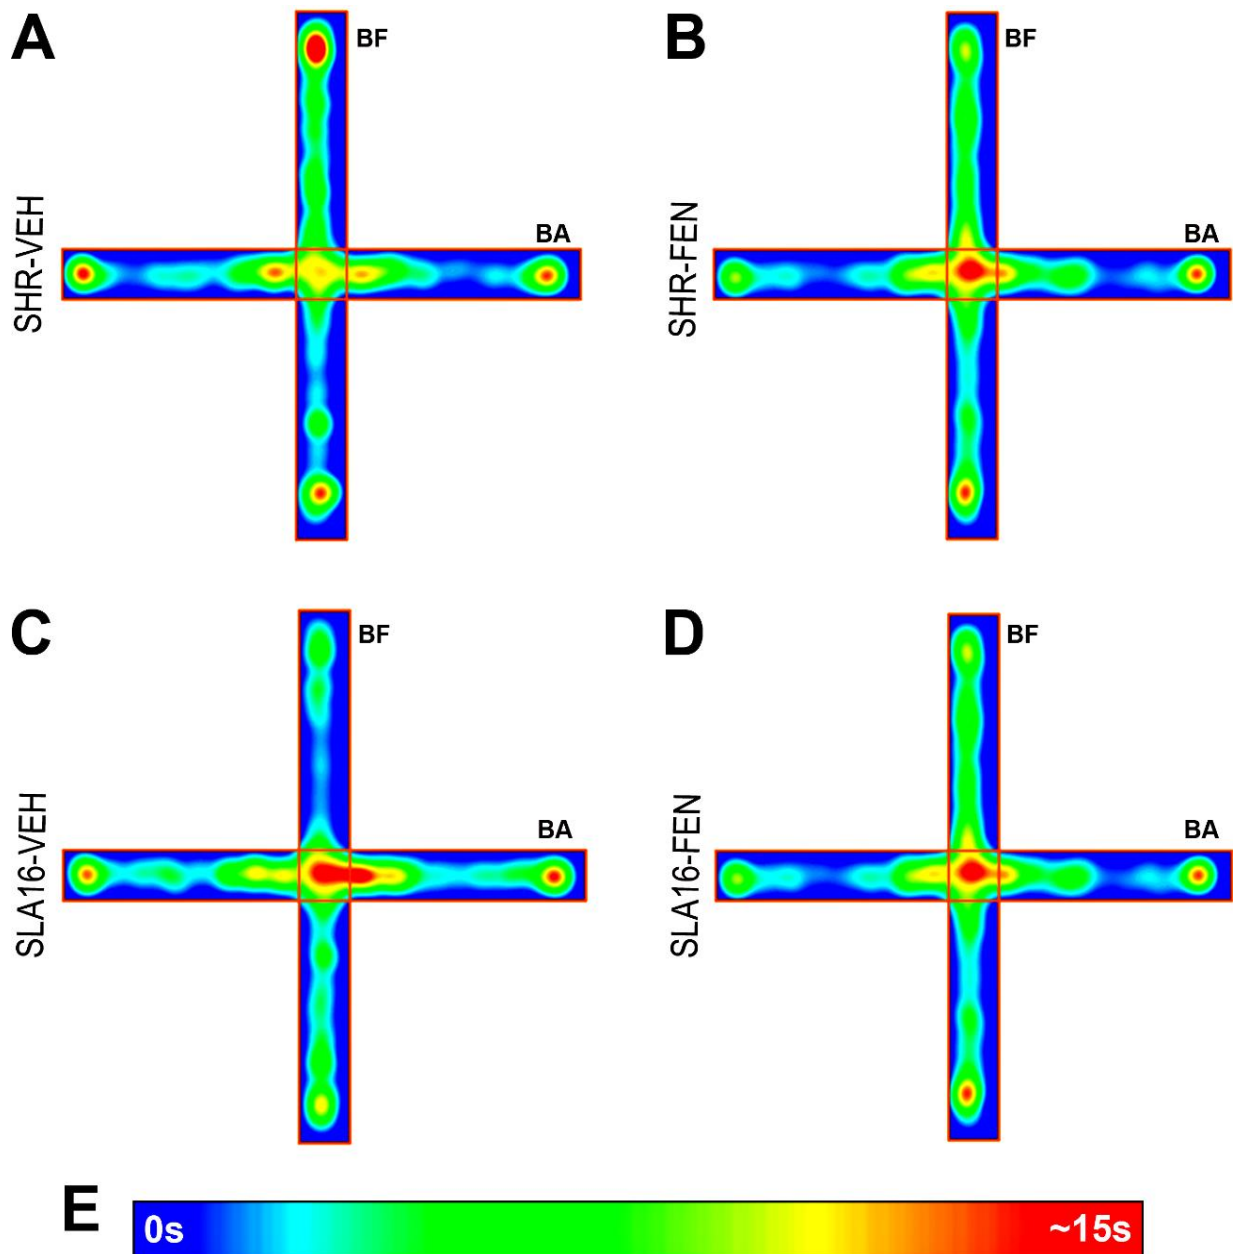 A
BF
SHR-VEH
BA
B
BF
SHR-FEN
BA
C
BF
SLA16-VEH
BA
D
BF
SLA16-FEN
BA
E
0s
~15s